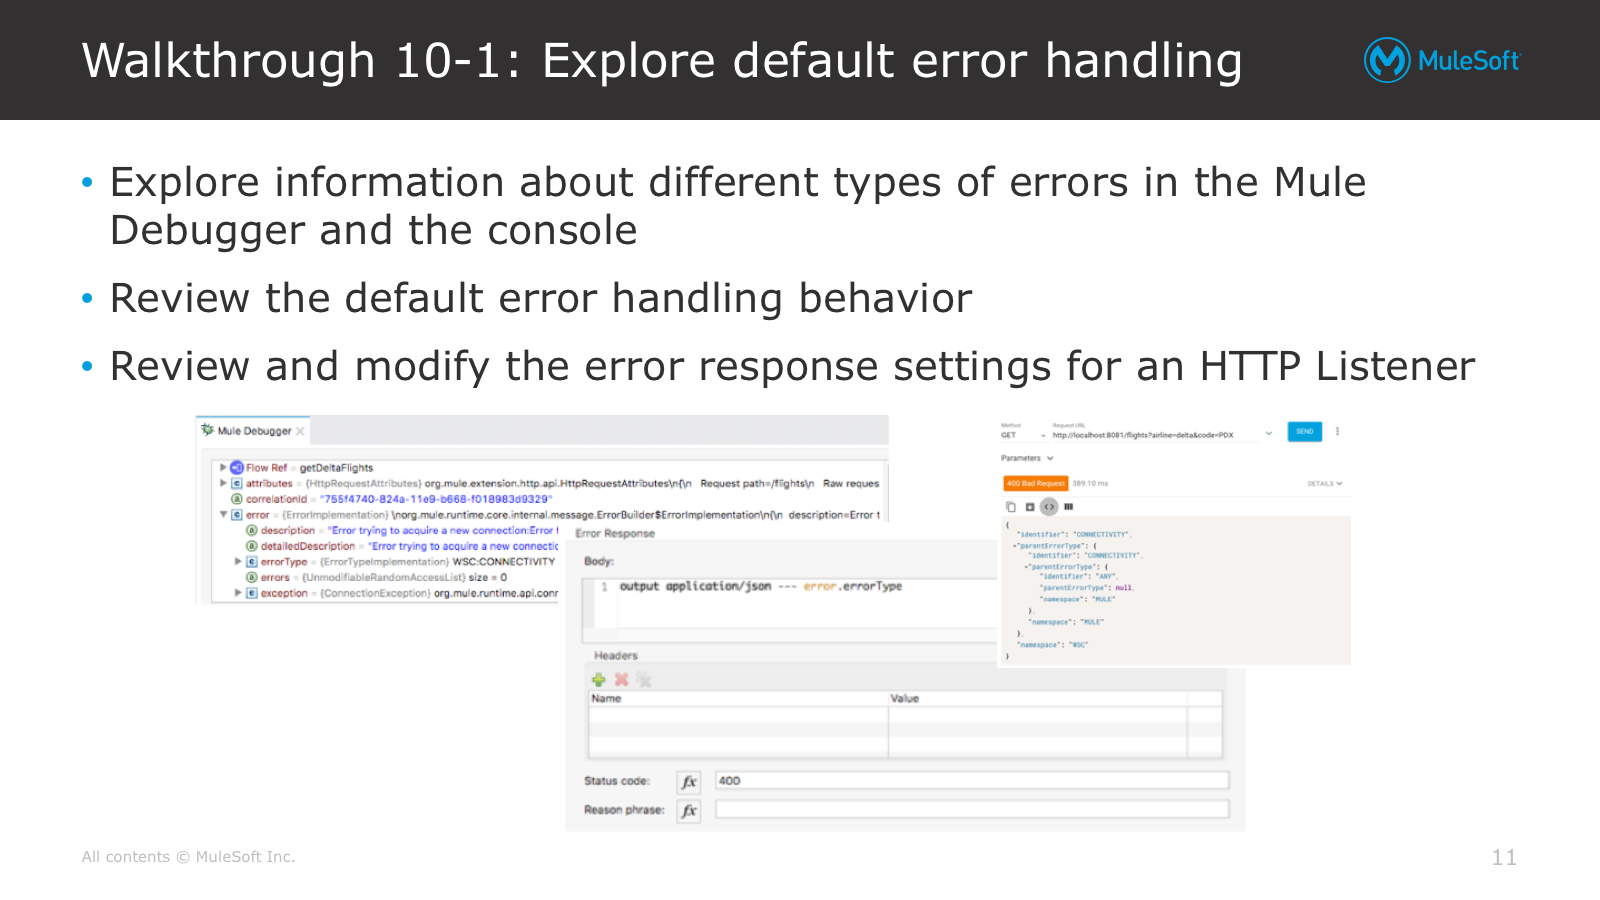 Walkthrough 10-1: Explore default error handling
MuleSoft
• Explore information about different types of errors in the Mule
Debugger and the console
• Review the default error handling behavior
• Review and modify the error response settings for an HTTP Listener
Mule Debugger
Flow Ref = getDeltaFlights
attributes = {HttpRequestAttributes} org.mule.extension.http.api.HttpRequestAttributes\n{\n Request path=/flights\n Raw reques
correlationId = "755f4740-824a-11e9-b668-f018983d9329"
error = {ErrorImplementation} \norg.mule.runtime.core.internal.message.ErrorBuilder$ErrorImplementation\n{\n description=Error t
description = "Error trying to acquire a new connection:Error
detailedDescription = "Error trying to acquire a new connectic
errorType = {ErrorTypeImplementation} WSC:CONNECTIVITY
errors = {UnmodifiableRandomAccessList} size = 0
exception = {ConnectionException} org.mule.runtime.api.conn
Error Response
Body:
1 output application/json --- error.errorType
Headers
Name Value
Status code: fx 400
Reason phrase: fx
Method Request URL
GET http://localhost:8081/flights?airline=delta&code=PDX SEND
Parameters
400 Bad Request 389.10 ms DETAILS
{
"identifier": "CONNECTIVITY",
-"parentErrorType": {
"identifier": "CONNECTIVITY",
-"parentErrorType": {
"identifier": "ANY",
"parentErrorType": null,
"namespace": "MULE"
},
"namespace": "MULE"
},
"namespace": "WSC"
}
All contents © MuleSoft Inc.
11